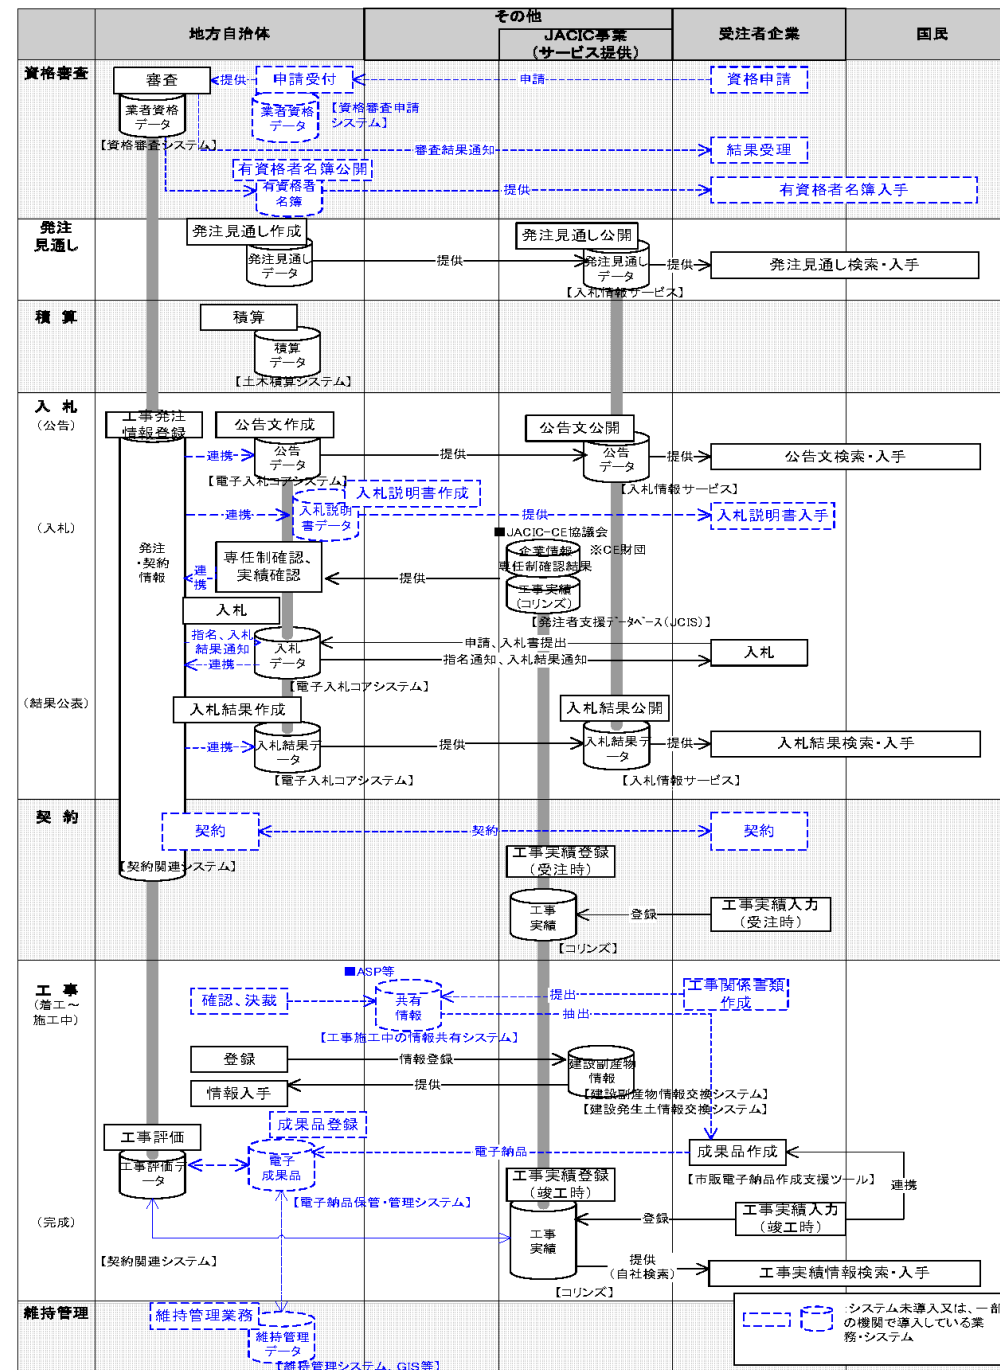 地方自治体
その他
JACIC事業
(サービス提供)
受注者企業
国民
資格審査
審査
提供
申請受付
申請
資格申請
業者資格
データ
業者資格
データ
【資格審査申請
システム】
【資格審査システム】
審査結果通知
結果受理
有資格者名簿公開
有資格者
名簿
提供
有資格者名簿入手
発注
見通し
発注見通し作成
発注見通し
データ
提供
発注見通し公開
発注見通し
データ
提供
発注見通し検索・入手
【入札情報サービス】
積 算
積算
積算
データ
【土木積算システム】
入 札
(公告)
工事発注
情報登録
公告文作成
連携
公告
データ
提供
公告文公開
公告
データ
提供
公告文検索・入手
【電子入札コアシステム】
【入札情報サービス】
入札説明書作成
連携
入札説明
書データ
提供
入札説明書入手
(入札)
■JACIC-CE協議会
発注
・契約
情報
専任制確認、
実績確認
連
携
提供
企業情報
専任制確認結果
※CE財団
工事実績
(コリンズ)
【発注者支援データベース(JCIS)】
入札
指名、入札
結果通知
連携
入札
データ
申請、入札書提出
指名通知、入札結果通知
入札
【電子入札コアシステム】
(結果公表)
入札結果作成
連携
入札結果デ
ータ
提供
入札結果公開
入札結果デ
ータ
提供
入札結果検索・入手
【電子入札コアシステム】
【入札情報サービス】
契 約
契約
契約
契約
【契約関連システム】
工事実績登録
(受注時)
工事
実績
登録
工事実績入力
(受注時)
【コリンズ】
工 事
(着工～
施工中)
■ASP等
確認、決裁
共有
情報
提出
抽出
工事関係書類
作成
【工事施工中の情報共有システム】
登録
情報登録
建設副産物
情報
情報入手
提供
【建設副産物情報交換システム】
【建設発生土情報交換システム】
成果品登録
工事評価
工事評価デ
ータ
電子
成果品
電子納品
成果品作成
【市販電子納品作成支援ツール】
連携
【電子納品保管・管理システム】
工事実績登録
(竣工時)
(完成)
工事
実績
登録
工事実績入力
(竣工時)
【契約関連システム】
提供
(自社検索)
工事実績情報検索・入手
【コリンズ】
維持管理
維持管理業務
維持管理
データ
【維持管理システム、GIS等】
:システム未導入又は、一部
の機関で導入している業
務・システム